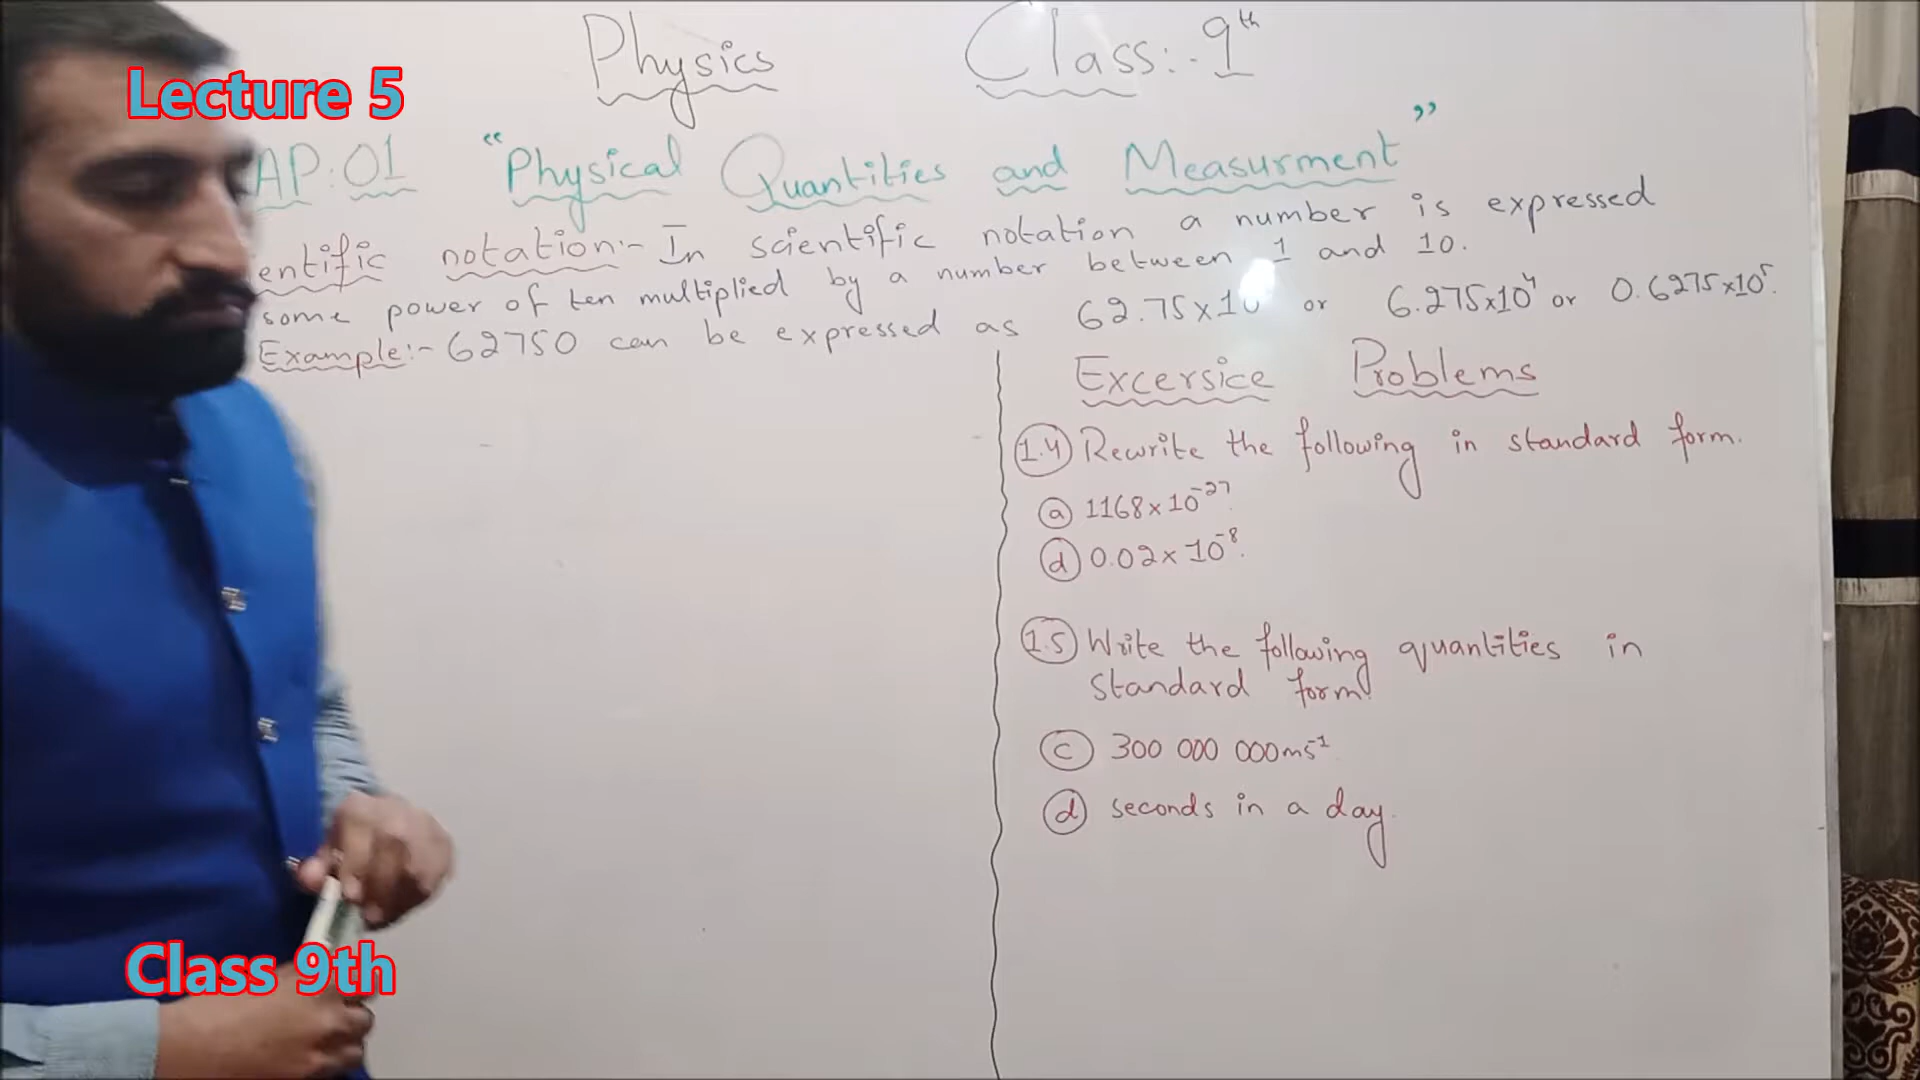 Physics Class:- 9th
Lecture 5
AP:01 “Physical Quantities and Measurment”
entific notation:- In scientific notation a number is expressed
some power of ten multiplied by a number between 1 and 10.
Example:- 62750 can be expressed as 62.75x10 or 6.275x10⁴ or 0.6275x10⁵.
Excersice Problems
1.4 Rewrite the following in standard form.
a 1168x10⁻²⁷
d 0.02x10⁻⁸.
1.5 Write the following quantities in
standard form.
c 300 000 000ms⁻¹
d seconds in a day.
Class 9th